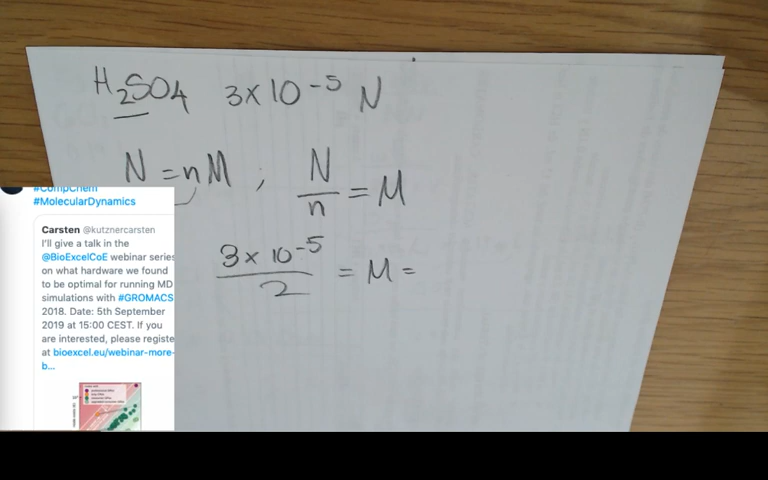 H2SO4 3x10-5 N
N = nM ; N/n = M
3x10-5/2 = M =
#CompChem
#MolecularDynamics
Carsten @kutznercarsten
I'll give a talk in the
@BioExcelCoE webinar series
on what hardware we found
to be optimal for running MD
simulations with #GROMACS
2018. Date: 5th September
2019 at 15:00 CEST. If you
are interested, please registe
at bioexcel.eu/webinar-more-
b...